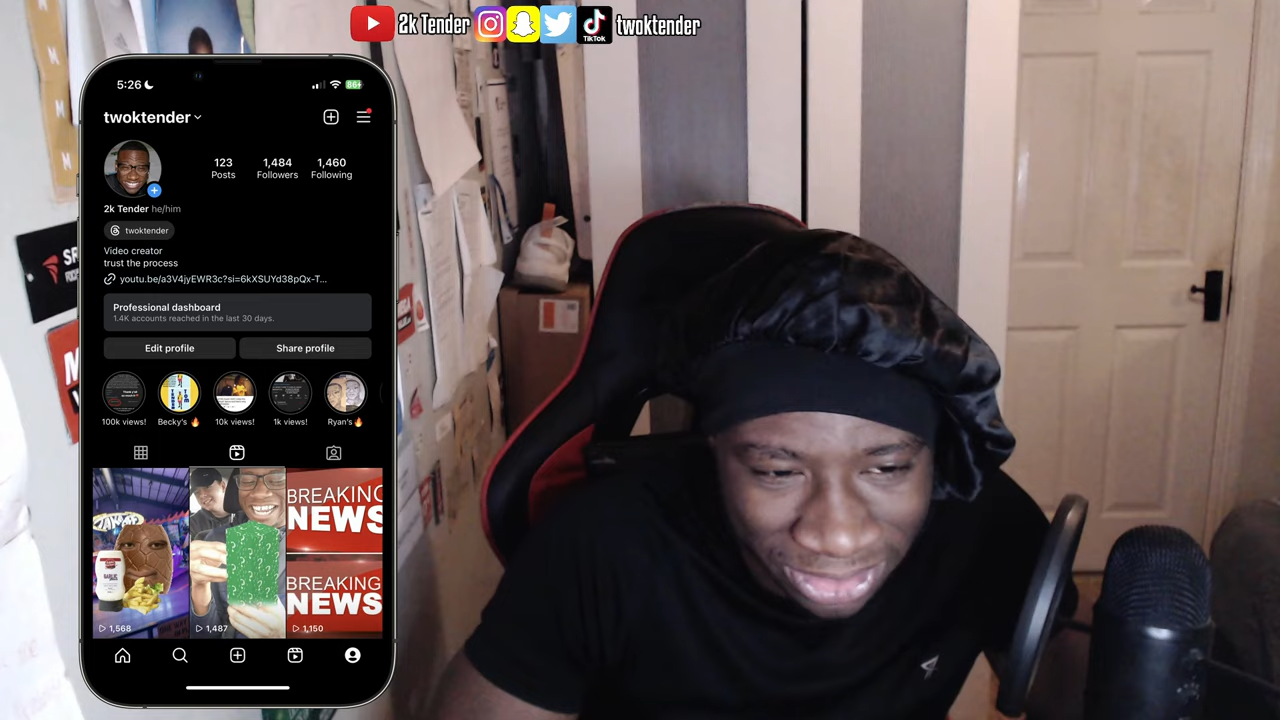 2k Tender
TikTok
twoktender
5:26
86+
twoktender
123
Posts
1,484
Followers
1,460
Following
2k Tender he/him
twoktender
Video creator
trust the process
youtu.be/a3V4jyEWR3c?si=6kXSUYd38pQx-T...
Professional dashboard
1.4K accounts reached in the last 30 days.
Edit profile
Share profile
100k views!
Becky's 🔥
10k views!
1k views!
Ryan's🔥
BREAKING
NEWS
BREAKING
NEWS
1,568
1,487
1,150